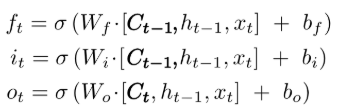 f_t = σ (W_f·[C_{t−1},h_{t−1},x_t] + b_f)
i_t = σ (W_i·[C_{t−1},h_{t−1},x_t] + b_i)
o_t = σ (W_o·[C_t,h_{t−1},x_t] + b_o)